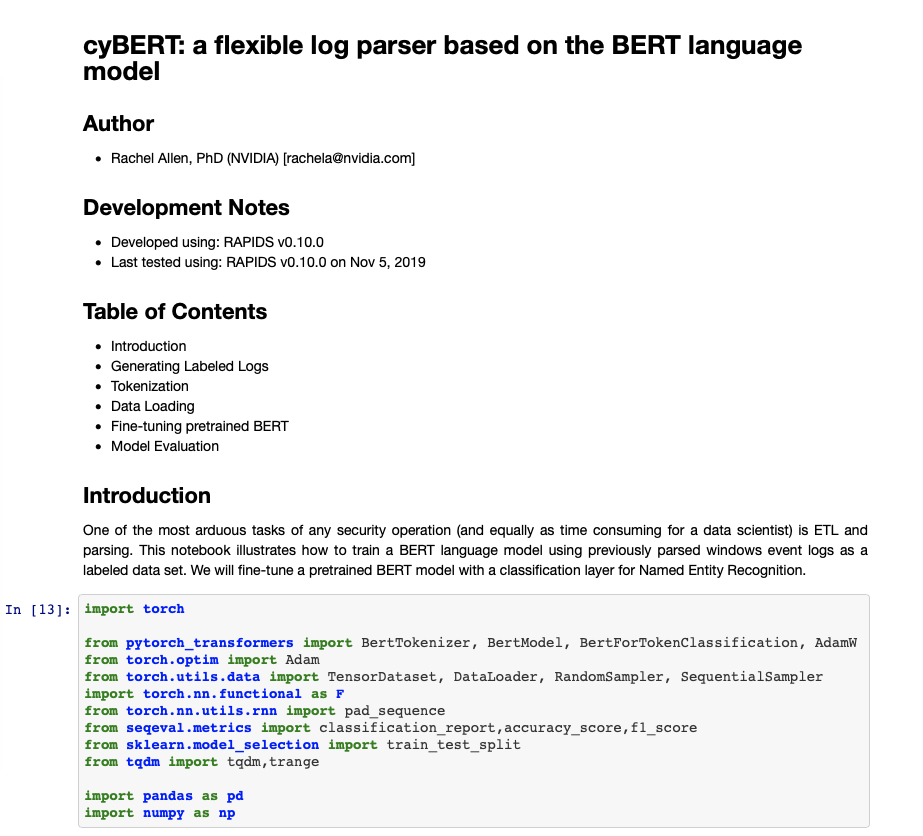 cyBERT: a flexible log parser based on the BERT language
model
Author
• Rachel Allen, PhD (NVIDIA) [rachela@nvidia.com]
Development Notes
• Developed using: RAPIDS v0.10.0
• Last tested using: RAPIDS v0.10.0 on Nov 5, 2019
Table of Contents
• Introduction
• Generating Labeled Logs
• Tokenization
• Data Loading
• Fine-tuning pretrained BERT
• Model Evaluation
Introduction
One of the most arduous tasks of any security operation (and equally as time consuming for a data scientist) is ETL and
parsing. This notebook illustrates how to train a BERT language model using previously parsed windows event logs as a
labeled data set. We will fine-tune a pretrained BERT model with a classification layer for Named Entity Recognition.
In [13]: import torch
from pytorch_transformers import BertTokenizer, BertModel, BertForTokenClassification, AdamW
from torch.optim import Adam
from torch.utils.data import TensorDataset, DataLoader, RandomSampler, SequentialSampler
import torch.nn.functional as F
from torch.nn.utils.rnn import pad_sequence
from seqeval.metrics import classification_report,accuracy_score,f1_score
from sklearn.model_selection import train_test_split
from tqdm import tqdm,trange
import pandas as pd
import numpy as np